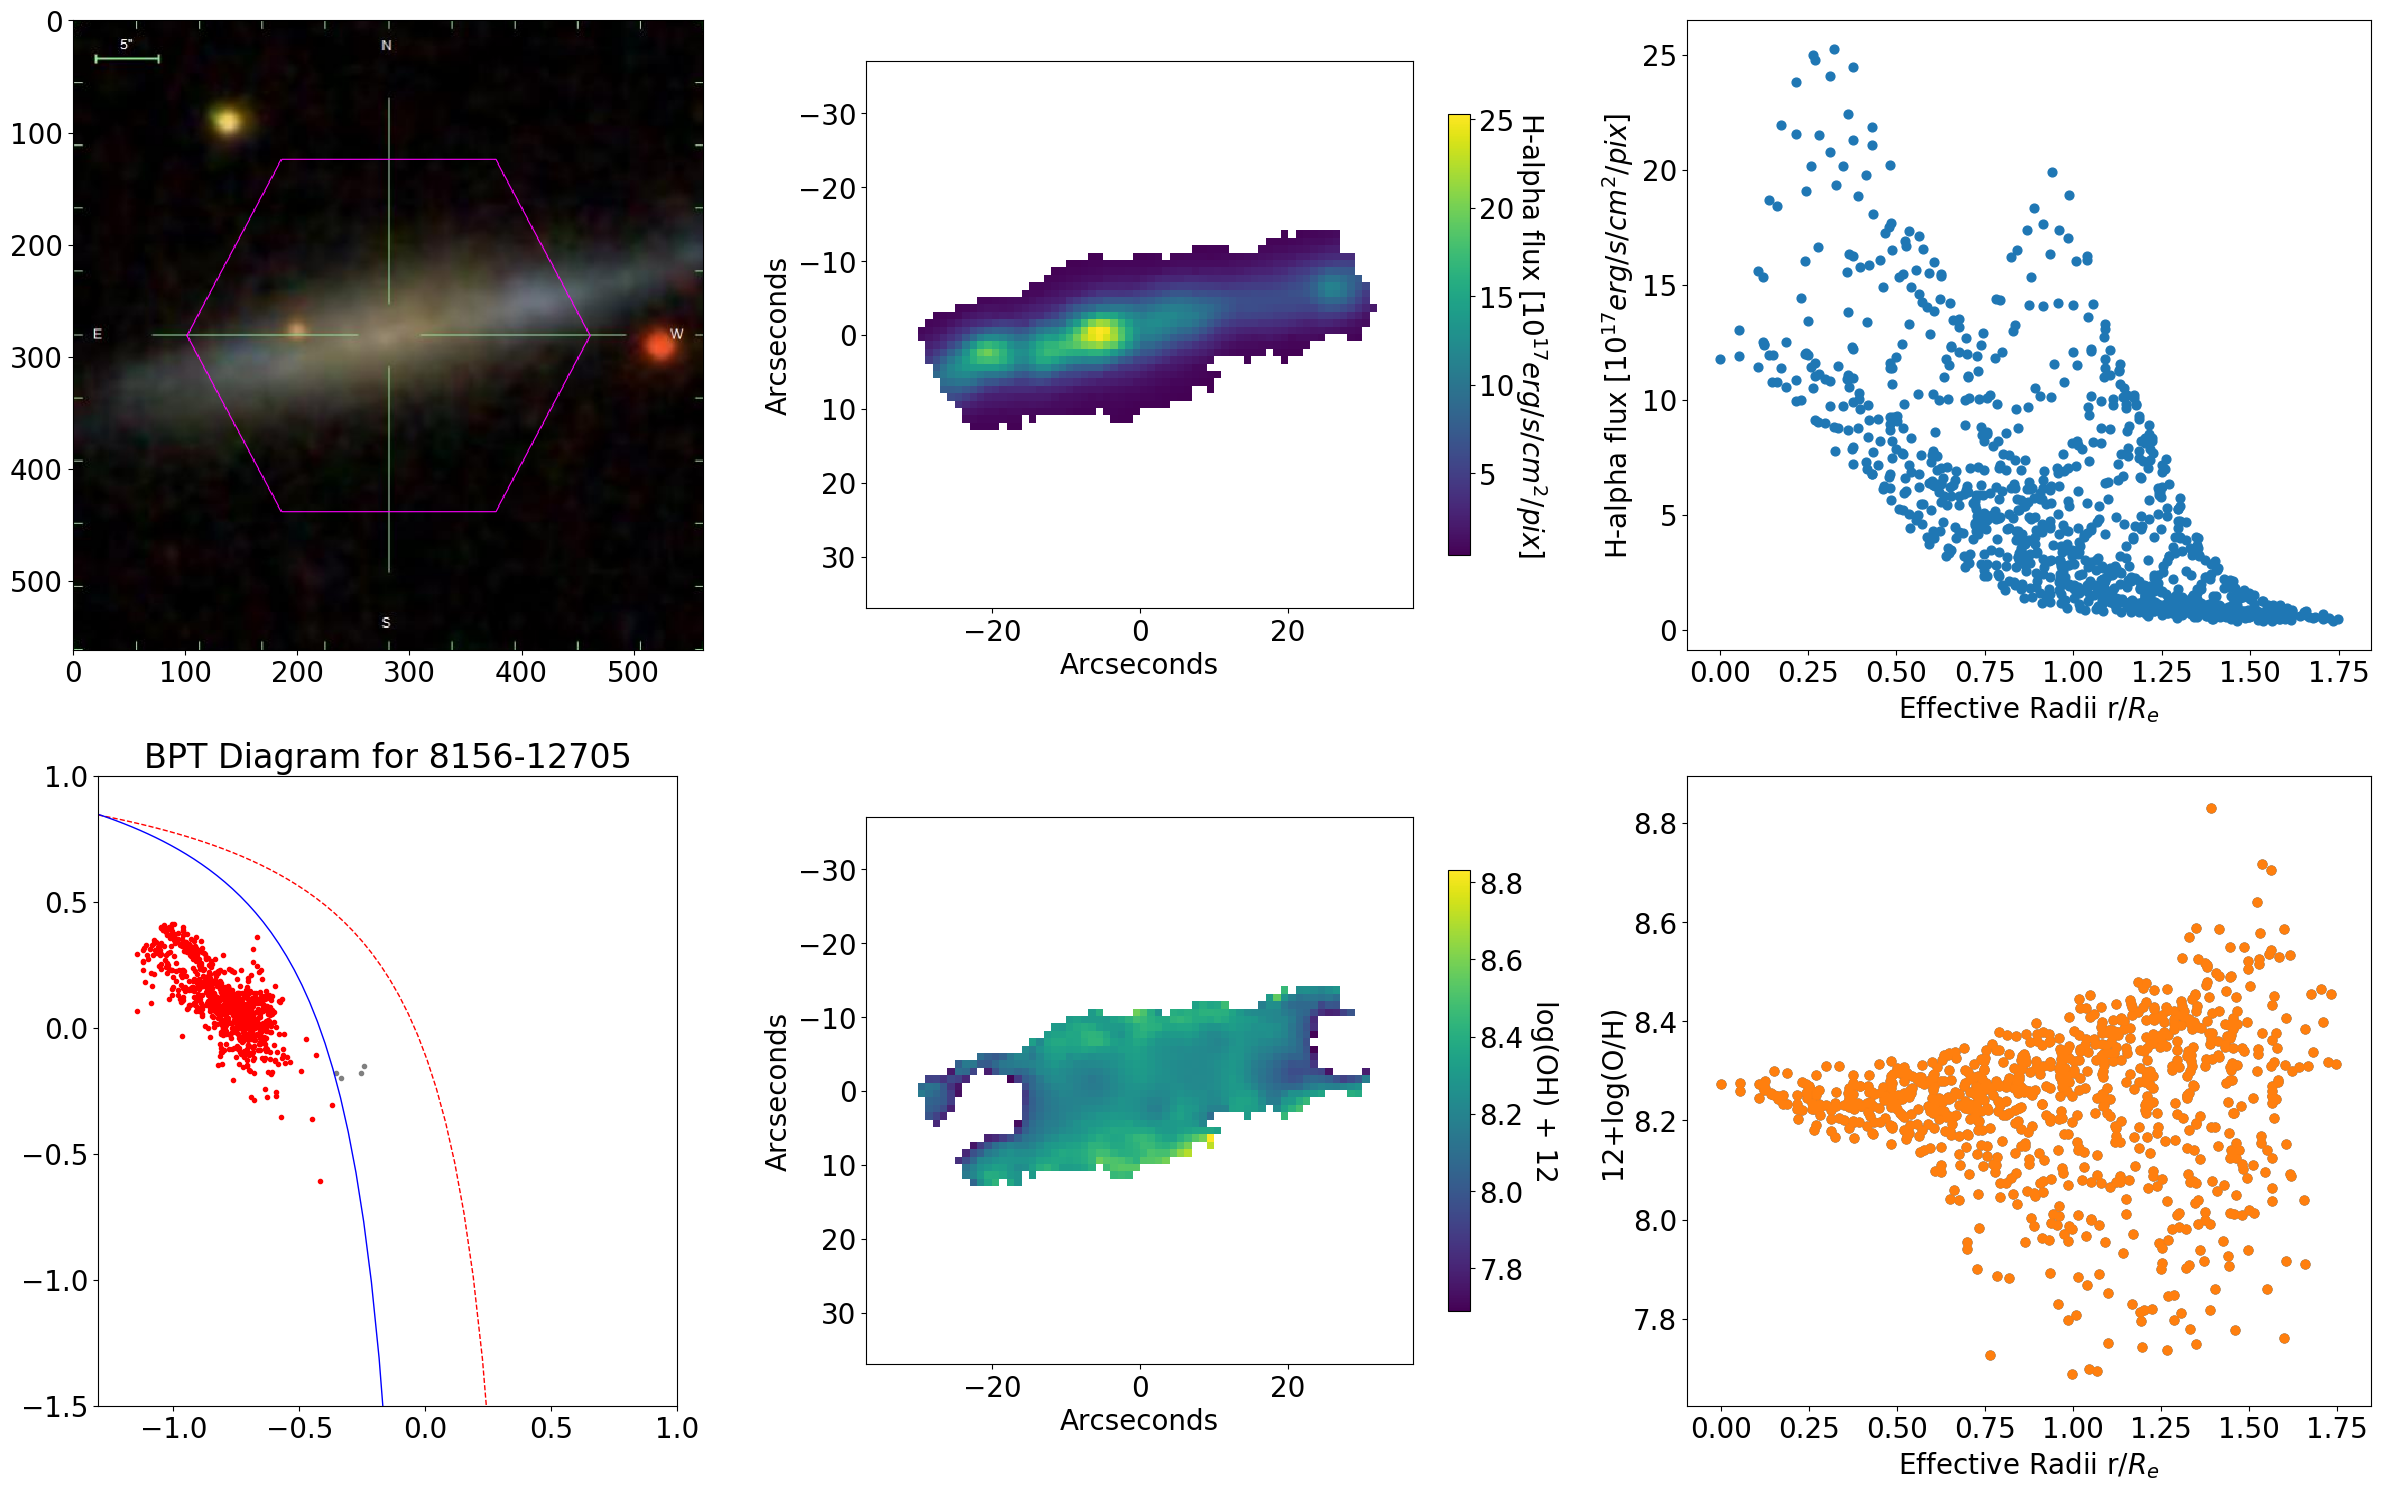 0
100
200
300
400
500
5"
N
E
W
S
0 100 200 300 400 500
−30
−20
−10
0
10
20
30
Arcseconds
−20 0 20
Arcseconds
25
20
15
10
5
H-alpha flux [10^17 erg/s/cm^2/pix]
25
20
15
10
5
0
H-alpha flux [10^17 erg/s/cm^2/pix]
0.00 0.25 0.50 0.75 1.00 1.25 1.50 1.75
Effective Radii r/R_e
BPT Diagram for 8156-12705
1.0
0.5
0.0
−0.5
−1.0
−1.5
−1.0 −0.5 0.0 0.5 1.0
−30
−20
−10
0
10
20
30
Arcseconds
−20 0 20
Arcseconds
8.8
8.6
8.4
8.2
8.0
7.8
log(OH) + 12
8.8
8.6
8.4
8.2
8.0
7.8
12+log(O/H)
0.00 0.25 0.50 0.75 1.00 1.25 1.50 1.75
Effective Radii r/R_e